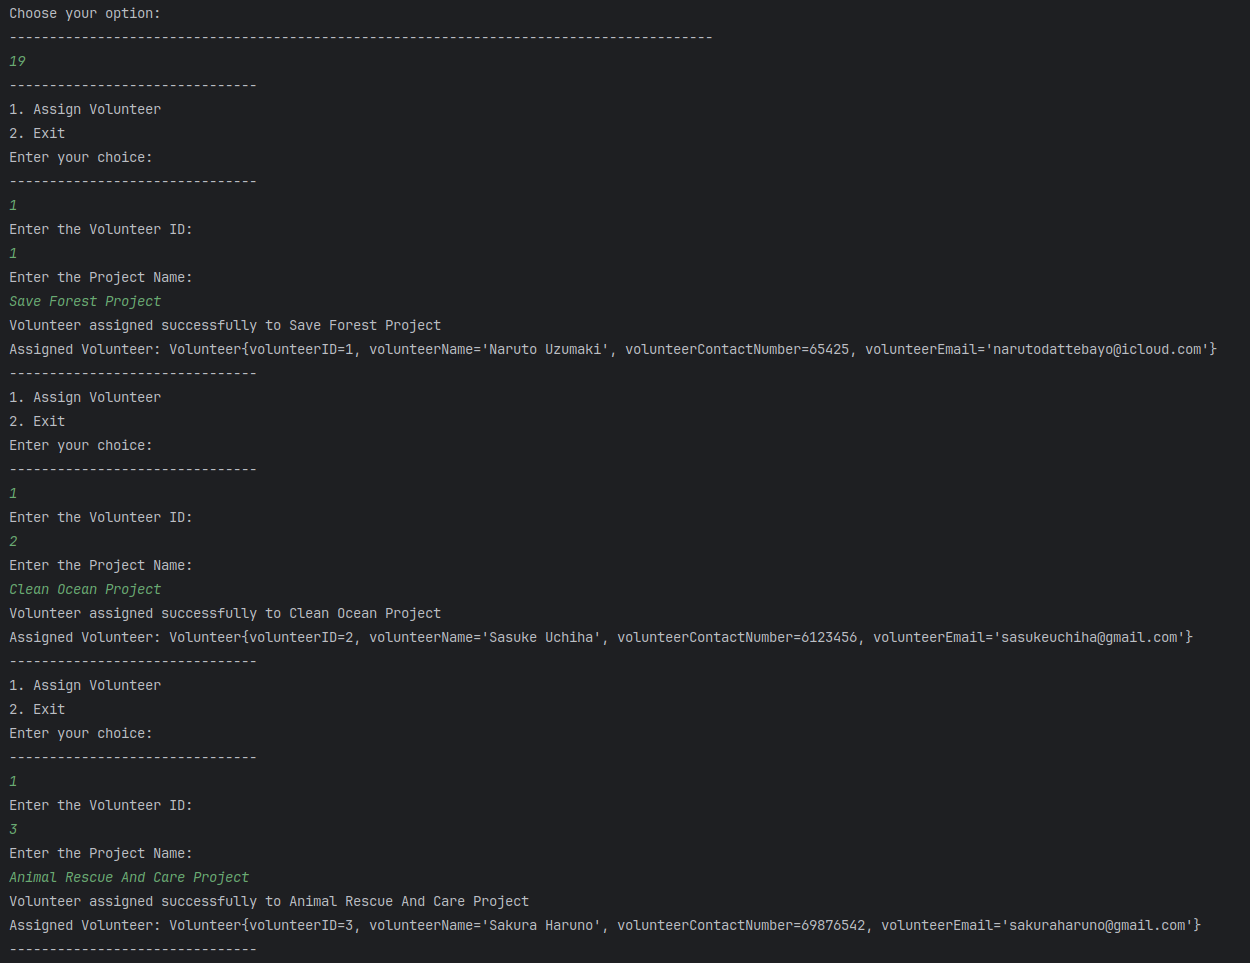 Choose your option:
----------------------------------------------------------------------------------------
19
-------------------------------
1. Assign Volunteer
2. Exit
Enter your choice:
-------------------------------
1
Enter the Volunteer ID:
1
Enter the Project Name:
Save Forest Project
Volunteer assigned successfully to Save Forest Project
Assigned Volunteer: Volunteer{volunteerID=1, volunteerName='Naruto Uzumaki', volunteerContactNumber=65425, volunteerEmail='narutodattebayo@icloud.com'}
-------------------------------
1. Assign Volunteer
2. Exit
Enter your choice:
-------------------------------
1
Enter the Volunteer ID:
2
Enter the Project Name:
Clean Ocean Project
Volunteer assigned successfully to Clean Ocean Project
Assigned Volunteer: Volunteer{volunteerID=2, volunteerName='Sasuke Uchiha', volunteerContactNumber=6123456, volunteerEmail='sasukeuchiha@gmail.com'}
-------------------------------
1. Assign Volunteer
2. Exit
Enter your choice:
-------------------------------
1
Enter the Volunteer ID:
3
Enter the Project Name:
Animal Rescue And Care Project
Volunteer assigned successfully to Animal Rescue And Care Project
Assigned Volunteer: Volunteer{volunteerID=3, volunteerName='Sakura Haruno', volunteerContactNumber=69876542, volunteerEmail='sakuraharuno@gmail.com'}
-------------------------------